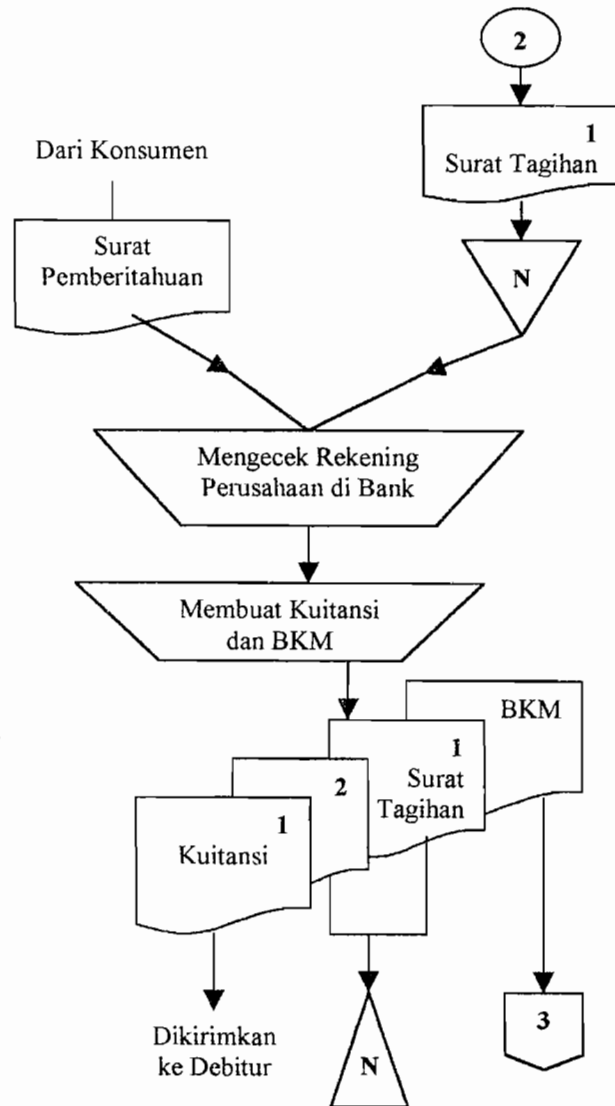 2
1
Surat Tagihan
Dari Konsumen
Surat
Pemberitahuan
N
Mengecek Rekening
Perusahaan di Bank
Membuat Kuitansi
dan BKM
BKM
1
Surat
Tagihan
2
1
Kuitansi
Dikirimkan
ke Debitur
N
3